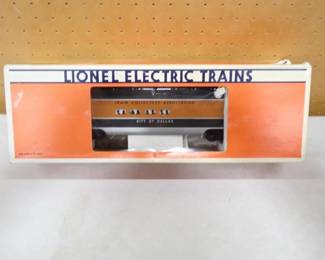 LIONEL ELECTRIC TRAINS
TRAIN COLLECTORS ASSOCIATION
CITY OF DALLAS